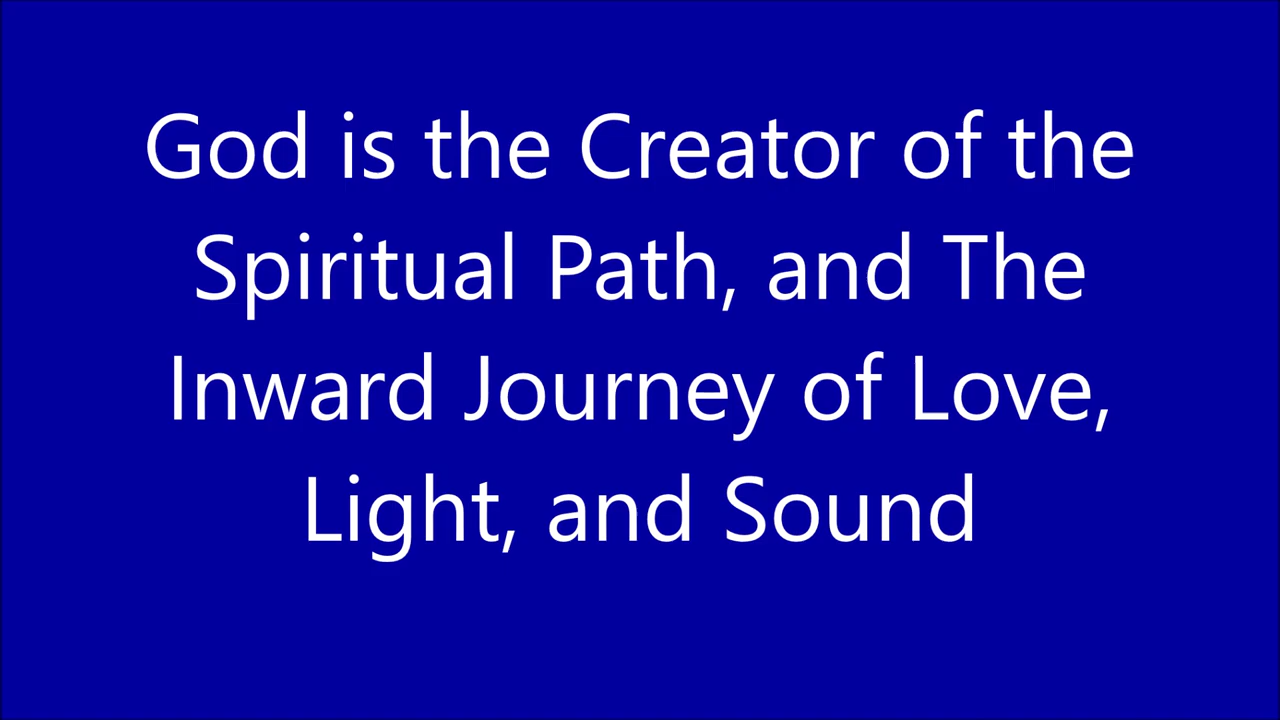 God is the Creator of the
Spiritual Path, and The
Inward Journey of Love,
Light, and Sound